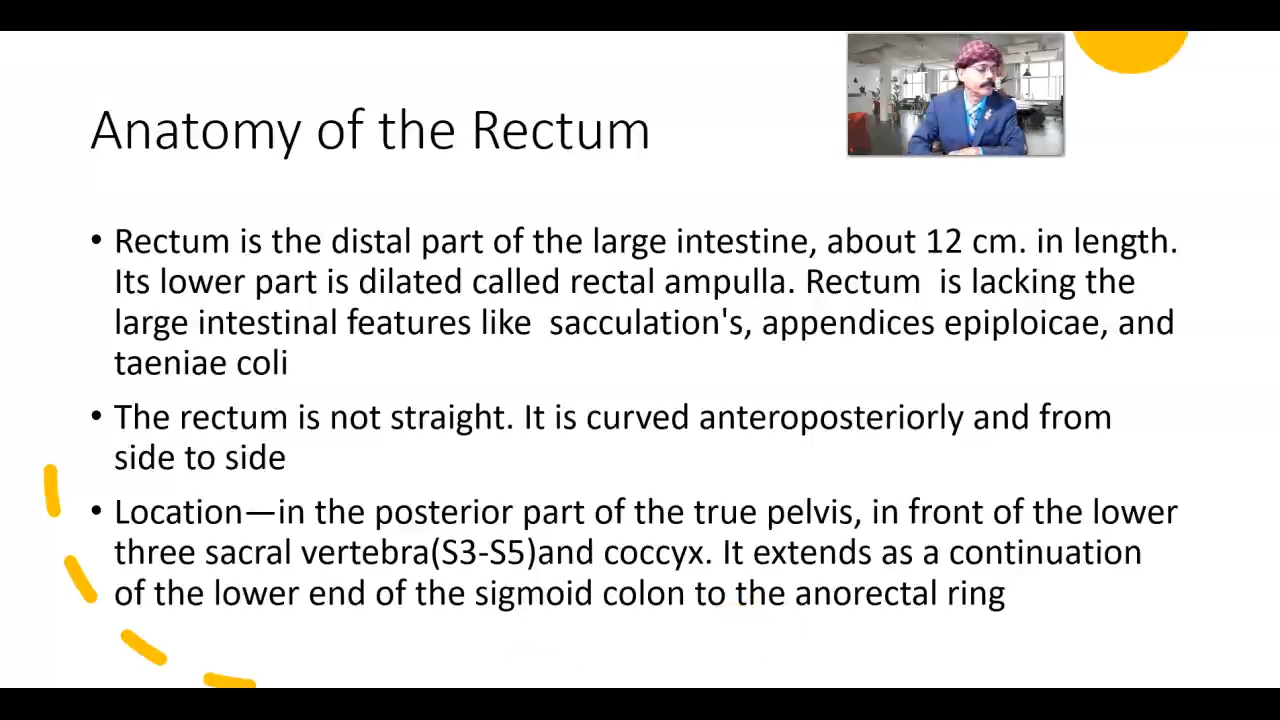 Anatomy of the Rectum
• Rectum is the distal part of the large intestine, about 12 cm. in length.
Its lower part is dilated called rectal ampulla. Rectum  is lacking the
large intestinal features like  sacculation's, appendices epiploicae, and
taeniae coli
• The rectum is not straight. It is curved anteroposteriorly and from
side to side
• Location—in the posterior part of the true pelvis, in front of the lower
three sacral vertebra(S3-S5)and coccyx. It extends as a continuation
of the lower end of the sigmoid colon to the anorectal ring